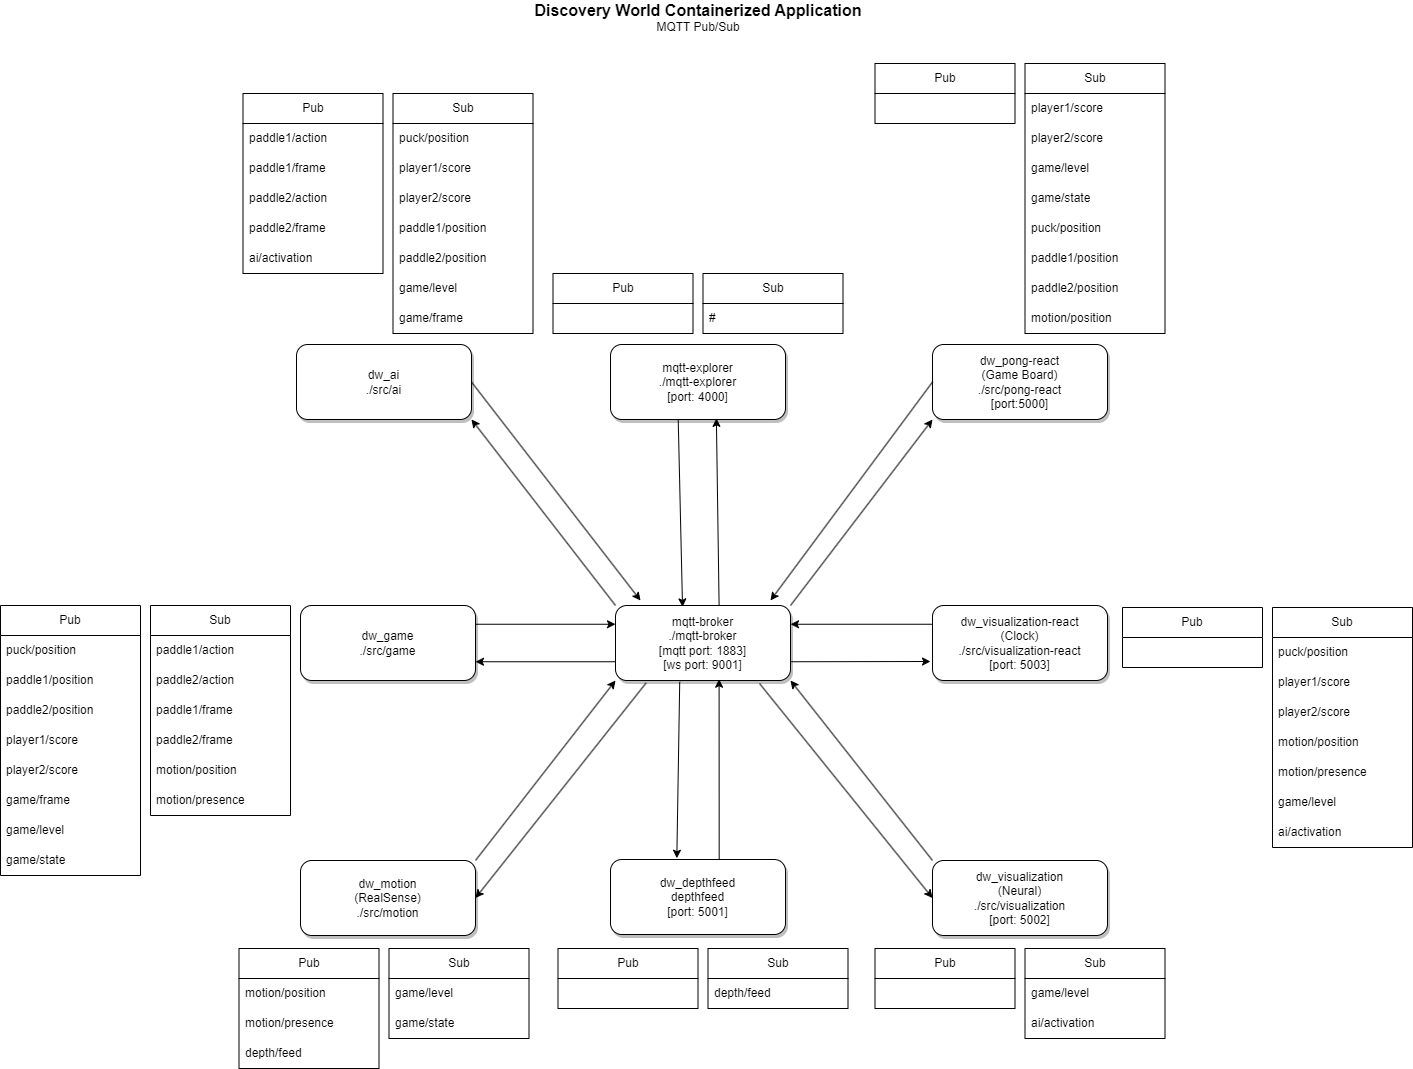 Discovery World Containerized Application
MQTT Pub/Sub
Pub
paddle1/action
paddle1/frame
paddle2/action
paddle2/frame
ai/activation
Sub
puck/position
player1/score
player2/score
paddle1/position
paddle2/position
game/level
game/frame
Pub
Sub
#
Pub
Sub
player1/score
player2/score
game/level
game/state
puck/position
paddle1/position
paddle2/position
motion/position
dw_ai
./src/ai
mqtt-explorer
./mqtt-explorer
[port: 4000]
dw_pong-react
(Game Board)
./src/pong-react
[port:5000]
Pub
puck/position
paddle1/position
paddle2/position
player1/score
player2/score
game/frame
game/level
game/state
Sub
paddle1/action
paddle2/action
paddle1/frame
paddle2/frame
motion/position
motion/presence
dw_game
./src/game
mqtt-broker
./mqtt-broker
[mqtt port: 1883]
[ws port: 9001]
dw_visualization-react
(Clock)
./src/visualization-react
[port: 5003]
Pub
Sub
puck/position
player1/score
player2/score
motion/position
motion/presence
game/level
ai/activation
dw_motion
(RealSense)
./src/motion
dw_depthfeed
depthfeed
[port: 5001]
dw_visualization
(Neural)
./src/visualization
[port: 5002]
Pub
motion/position
motion/presence
depth/feed
Sub
game/level
game/state
Pub
Sub
depth/feed
Pub
Sub
game/level
ai/activation